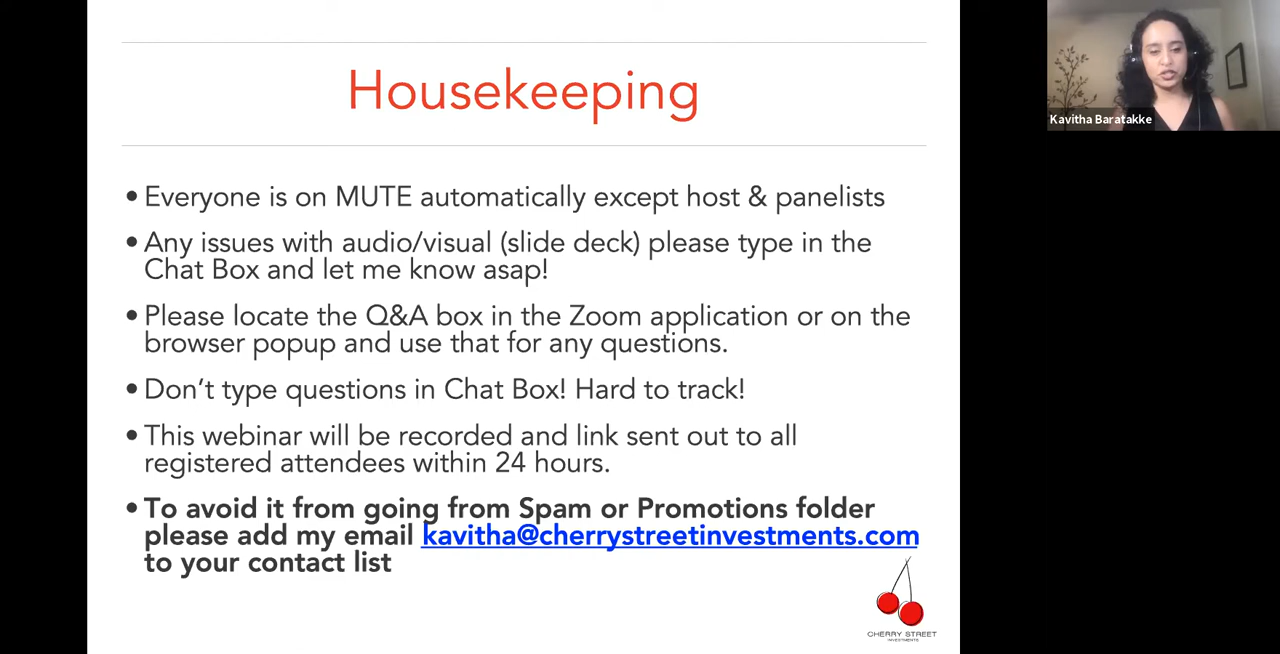 Housekeeping
Kavitha Baratakke
• Everyone is on MUTE automatically except host & panelists
• Any issues with audio/visual (slide deck) please type in the
Chat Box and let me know asap!
• Please locate the Q&A box in the Zoom application or on the
browser popup and use that for any questions.
• Don’t type questions in Chat Box! Hard to track!
• This webinar will be recorded and link sent out to all
registered attendees within 24 hours.
• To avoid it from going from Spam or Promotions folder
please add my email kavitha@cherrystreetinvestments.com
to your contact list
CHERRY STREET
INVESTMENTS